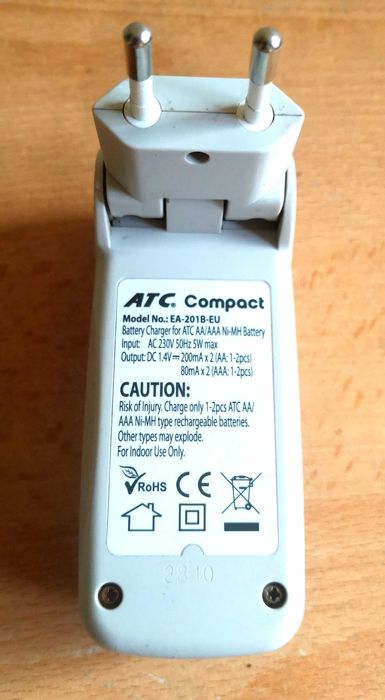 ATC® Compact
Model No.: EA-201B-EU
Battery Charger for ATC AA/AAA Ni-MH Battery
Input: AC 230V 50Hz 5W max
Output: DC 1.4V⎓ 200mA x 2 (AA: 1-2pcs)
80mA x 2 (AAA: 1-2pcs)
CAUTION:
Risk of Injury. Charge only 1-2pcs ATC AA/
AAA Ni-MH type rechargeable batteries.
Other types may explode.
For Indoor Use Only.
RoHS CE
2810